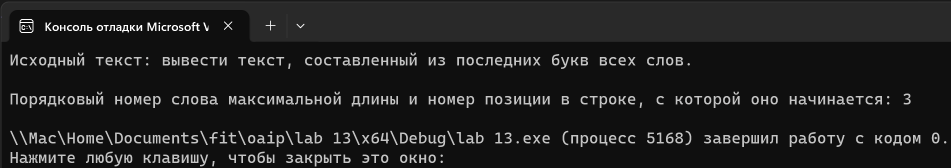 Консоль отладки Microsoft V
Исходный текст: вывести текст, составленный из последних букв всех слов.
Порядковый номер слова максимальной длины и номер позиции в строке, с которой оно начинается: 3
\\Mac\Home\Documents\fit\oaip\lab 13\x64\Debug\lab 13.exe (процесс 5168) завершил работу с кодом 0
Нажмите любую клавишу, чтобы закрыть это окно: